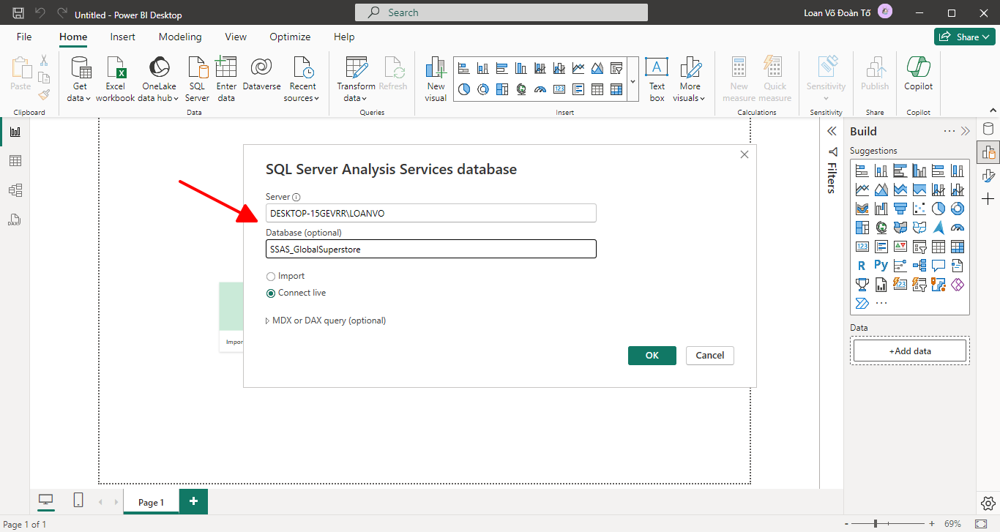 Untitled - Power BI Desktop
Search
Loan Võ Đoàn Tố
File Home Insert Modeling View Optimize Help
Share
Paste
Get data
Excel workbook
OneLake data hub
SQL Server
Enter data
Dataverse
Recent sources
Transform data
Refresh
New visual
Text box
More visuals
New measure
Quick measure
Sensitivity
Publish
Copilot
Clipboard
Data
Queries
Insert
Calculations
Sensitivity
Share
Copilot
DAX
SQL Server Analysis Services database
Server
DESKTOP-15GEVRR\LOANVO
Database (optional)
SSAS_GlobalSuperstore
Import
Connect live
MDX or DAX query (optional)
OK
Cancel
Impor
Filters
Build
Suggestions
123
R
Py
123
Data
+Add data
Page 1
Page 1 of 1
69%